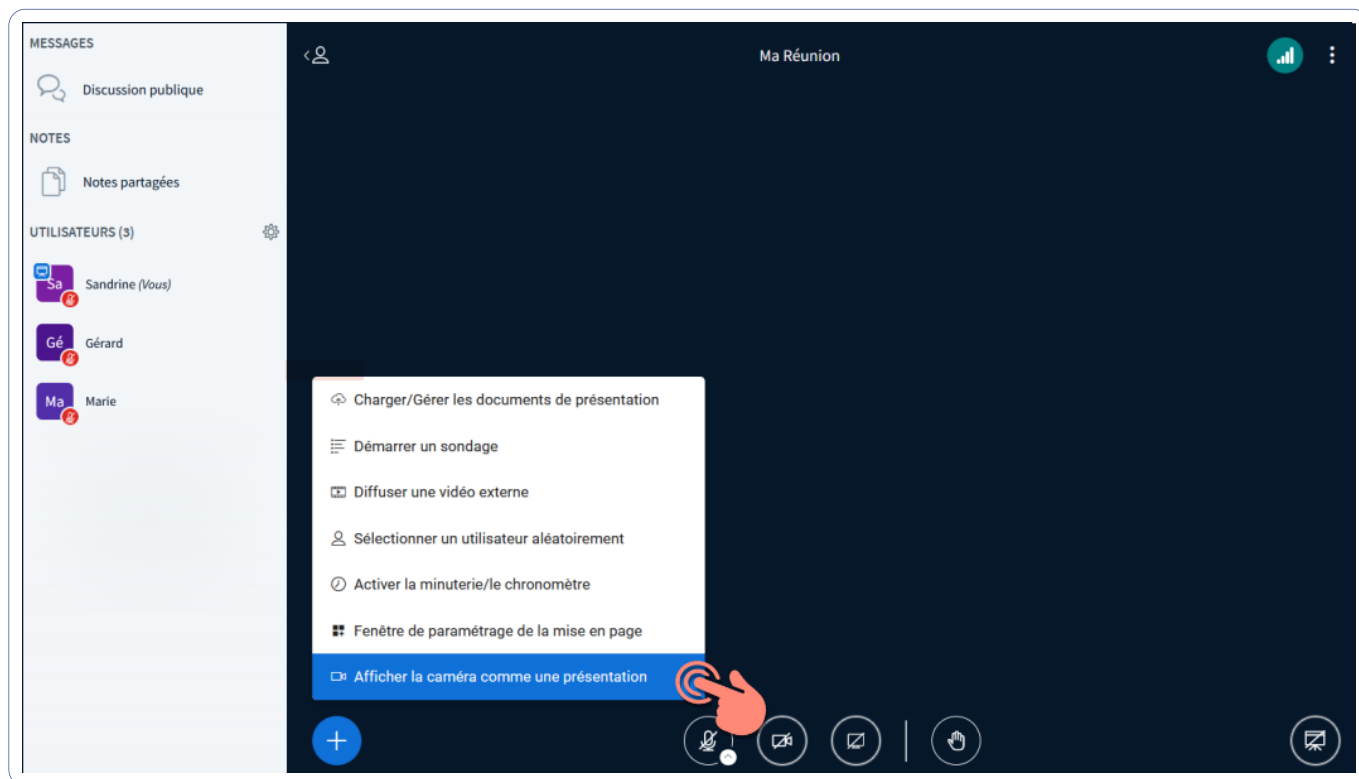 MESSAGES
Discussion publique
NOTES
Notes partagées
UTILISATEURS (3)
Sa
Sandrine (Vous)
Gé
Gérard
Ma
Marie
Ma Réunion
Charger/Gérer les documents de présentation
Démarrer un sondage
Diffuser une vidéo externe
Sélectionner un utilisateur aléatoirement
Activer la minuterie/le chronomètre
Fenêtre de paramétrage de la mise en page
Afficher la caméra comme une présentation